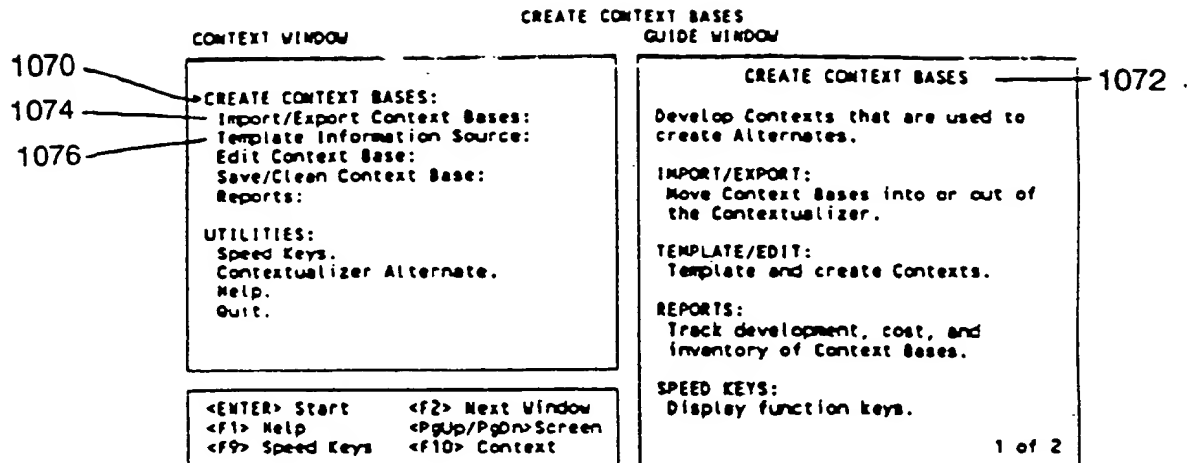 CREATE CONTEXT BASES
CONTEXT WINDOW
GUIDE WINDOW
1070
CREATE CONTEXT BASES:
1074
Import/Export Context Bases:
1076
Template Information Source:
Edit Context Base:
Save/Clean Context Base:
Reports:
UTILITIES:
Speed Keys.
Contextualizer Alternate.
Help.
Quit.
<ENTER> Start <F2> Next Window
<F1> Help <PgUp/PgDn>Screen
<F9> Speed Keys <F10> Context
CREATE CONTEXT BASES
1072
Develop Contexts that are used to
create Alternates.
IMPORT/EXPORT:
Move Context Bases into or out of
the Contextualizer.
TEMPLATE/EDIT:
Template and create Contexts.
REPORTS:
Track development, cost, and
inventory of Context Bases.
SPEED KEYS:
Display function keys.
1 of 2